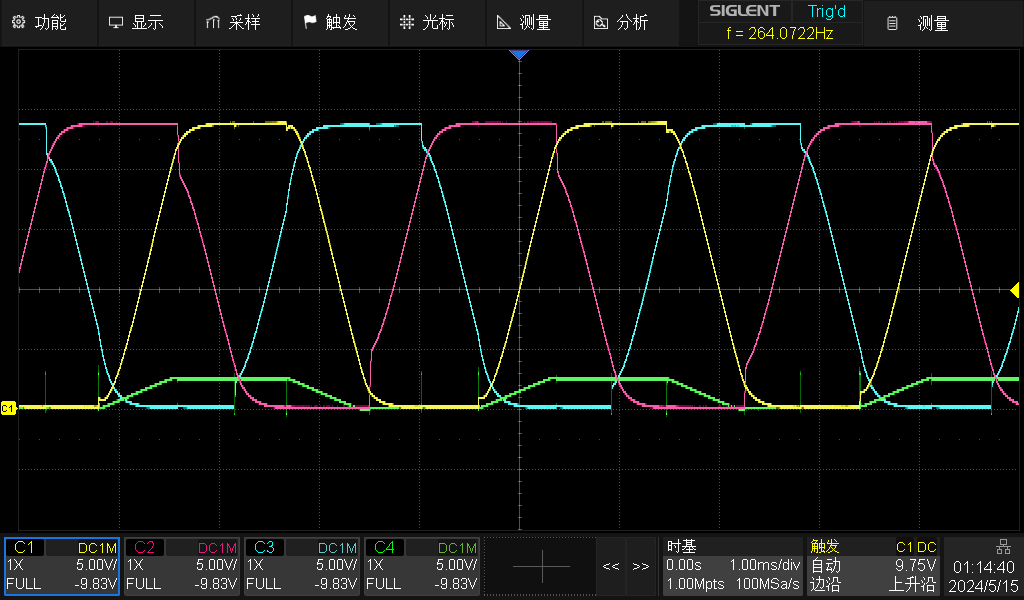 功能 显示 采样 触发 光标 测量 分析 SIGLENT Trig'd 测量
f = 264.0722Hz
C1
C1 DC1M C2 DC1M C3 DC1M C4 DC1M 时基 触发 C1 DC
1X 5.00V/ 1X 5.00V/ 1X 5.00V/ 1X 5.00V/ << >> 0.00s 1.00ms/div 自动 9.75V 01:14:40
FULL -9.83V FULL -9.83V FULL -9.83V FULL -9.83V 1.00Mpts 100MSa/s 边沿 上升沿 2024/5/15